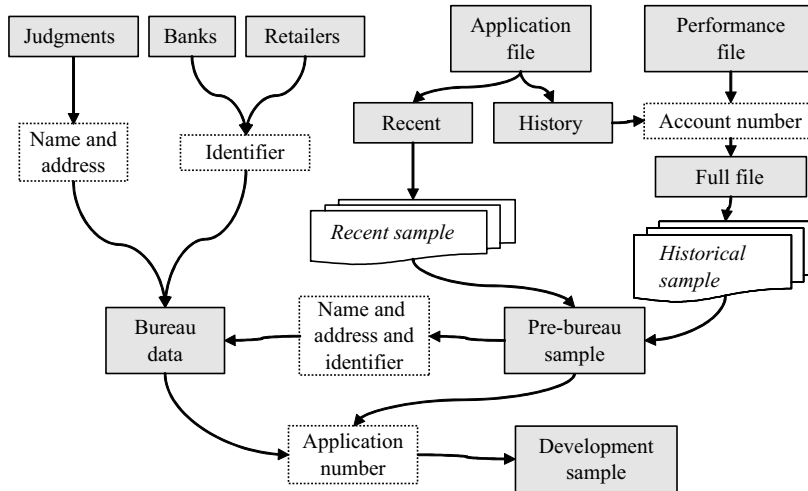 Judgments
Banks
Retailers
Application
file
Performance
file
Recent
History
Account number
Name and
address
Identifier
Full file
Recent sample
Historical
sample
Bureau
data
Name and
address and
identifier
Pre-bureau
sample
Application
number
Development
sample